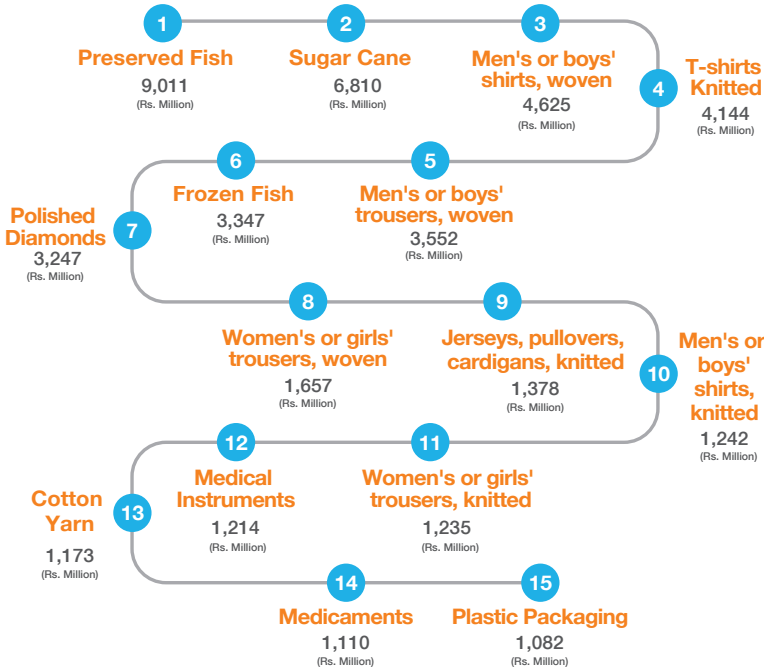 1
Preserved Fish
9,011
(Rs. Million)
2
Sugar Cane
6,810
(Rs. Million)
3
Men's or boys'
shirts, woven
4,625
(Rs. Million)
4
T-shirts
Knitted
4,144
(Rs. Million)
5
Men's or boys'
trousers, woven
3,552
(Rs. Million)
6
Frozen Fish
3,347
(Rs. Million)
7
Polished
Diamonds
3,247
(Rs. Million)
8
Women's or girls'
trousers, woven
1,657
(Rs. Million)
9
Jerseys, pullovers,
cardigans, knitted
1,378
(Rs. Million)
10
Men's or
boys'
shirts,
knitted
1,242
(Rs. Million)
11
Women's or girls'
trousers, knitted
1,235
(Rs. Million)
12
Medical
Instruments
1,214
(Rs. Million)
13
Cotton
Yarn
1,173
(Rs. Million)
14
Medicaments
1,110
(Rs. Million)
15
Plastic Packaging
1,082
(Rs. Million)